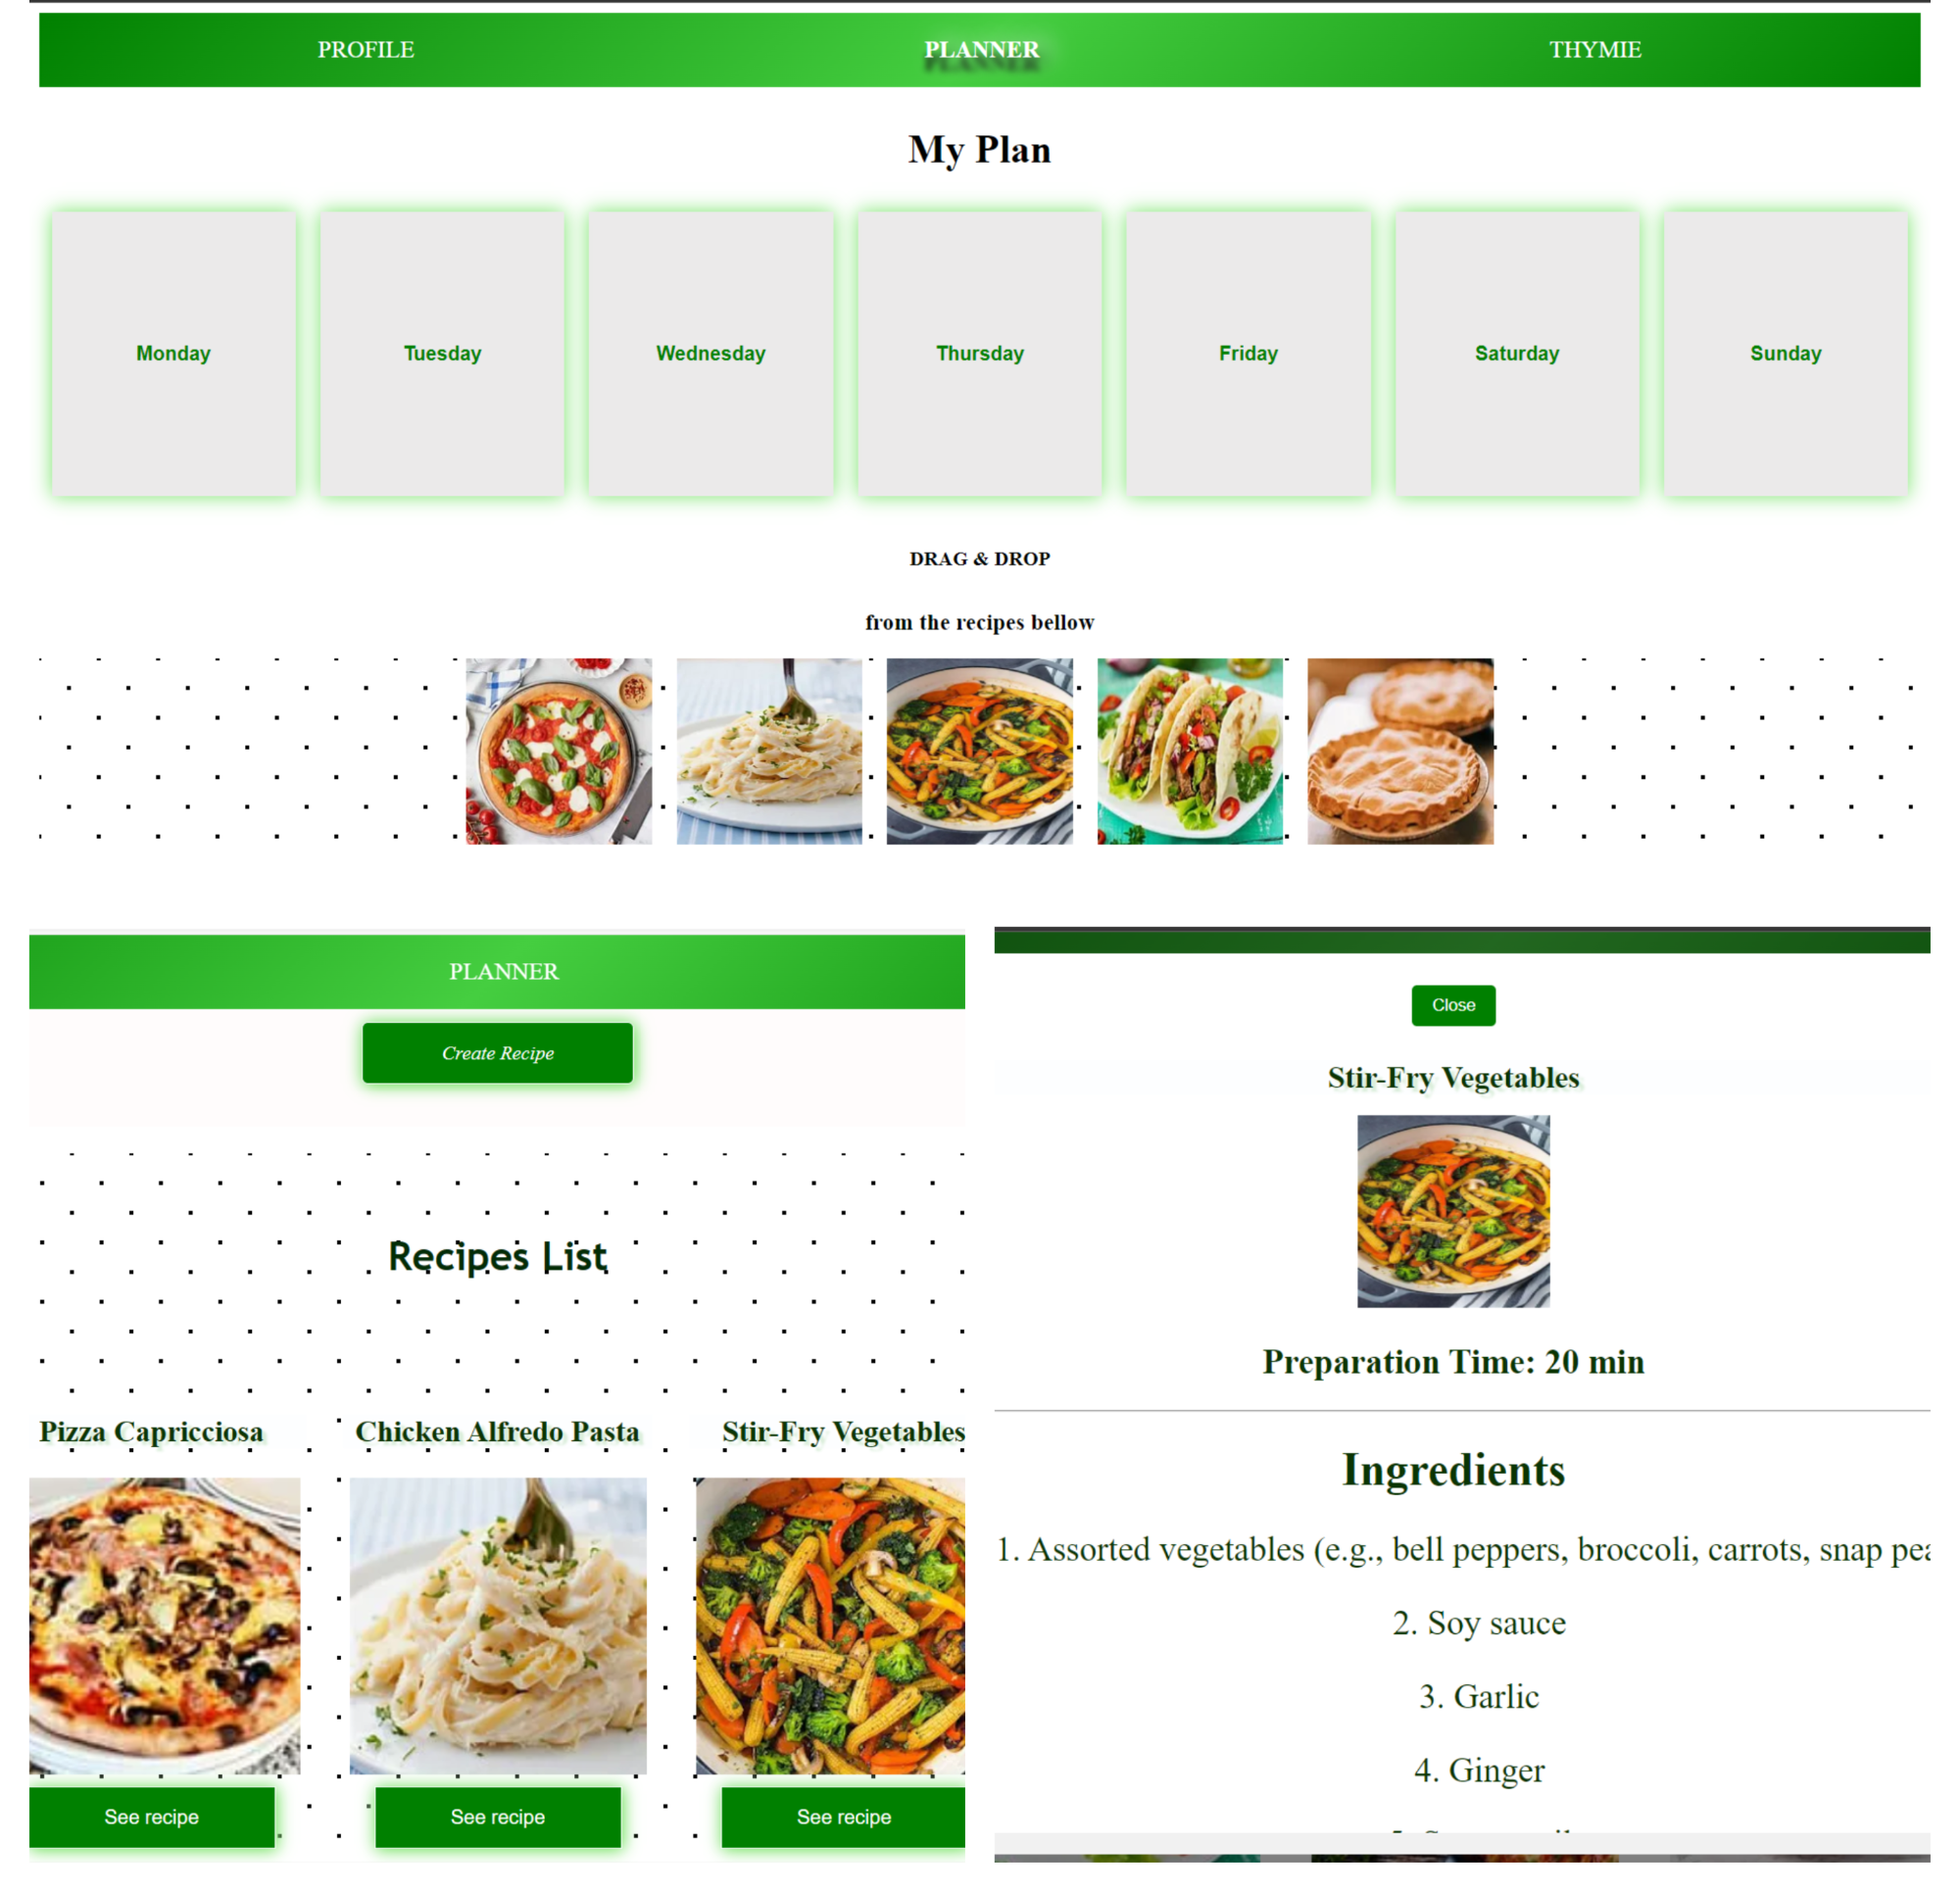 PROFILE PLANNER THYMIE
My Plan
Monday Tuesday Wednesday Thursday Friday Saturday Sunday
DRAG & DROP
from the recipes bellow
PLANNER
Create Recipe
Recipes List
Pizza Capricciosa Chicken Alfredo Pasta Stir-Fry Vegetables
See recipe See recipe See recipe
Close
Stir-Fry Vegetables
Preparation Time: 20 min
Ingredients
1. Assorted vegetables (e.g., bell peppers, broccoli, carrots, snap
2. Soy sauce
3. Garlic
4. Ginger